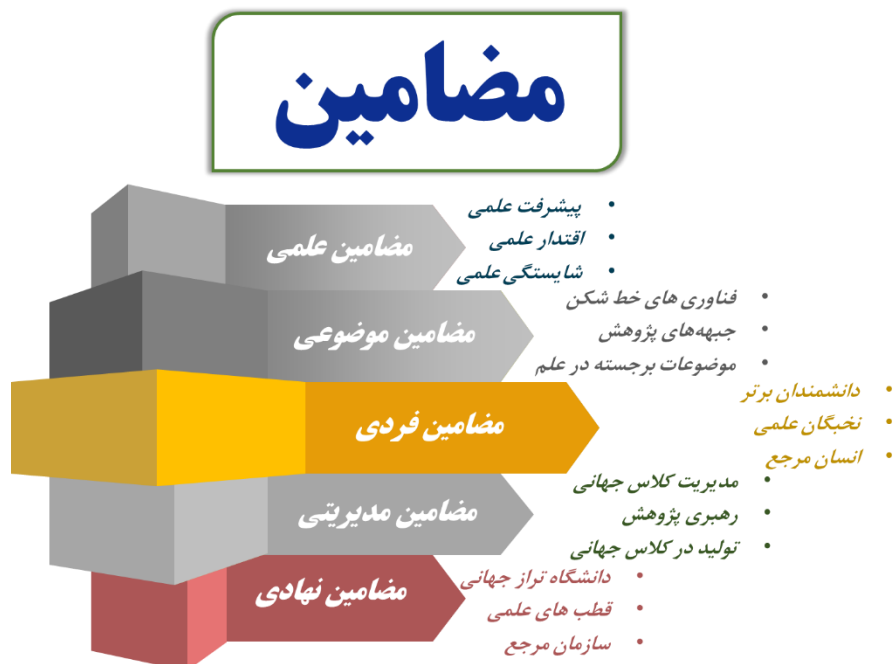 مضامین
مضامین علمی
• پیشرفت علمی
• اقتدار علمی
• شایستگی علمی
مضامین موضوعی
• فناوری های خط شکن
• جبهه‌های پژوهش
• موضوعات برجسته در علم
مضامین فردی
• دانشمندان برتر
• نخبگان علمی
• انسان مرجع
مضامین مدیریتی
• مدیریت کلاس جهانی
• رهبری پژوهش
• تولید در کلاس جهانی
مضامین نهادی
• دانشگاه تراز جهانی
• قطب های علمی
• سازمان مرجع